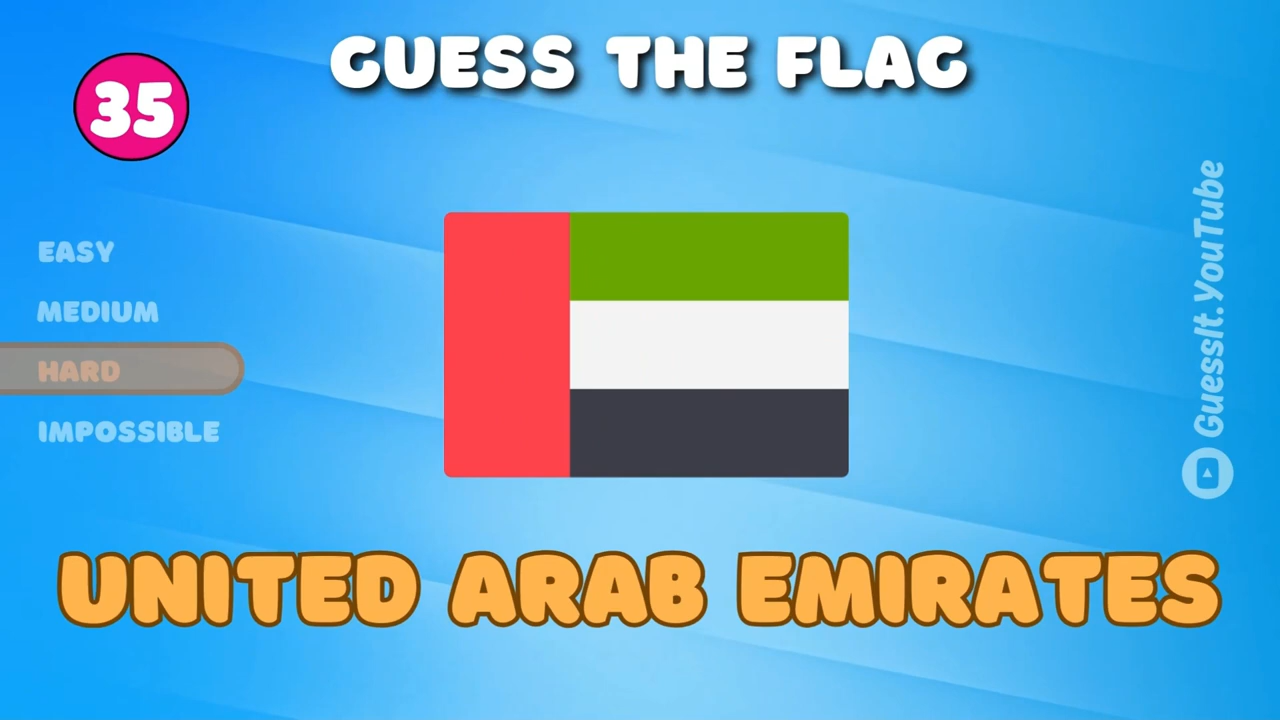 GUESS THE FLAG
35
EASY
MEDIUM
HARD
IMPOSSIBLE
GuessIt.YouTube
UNITED ARAB EMIRATES